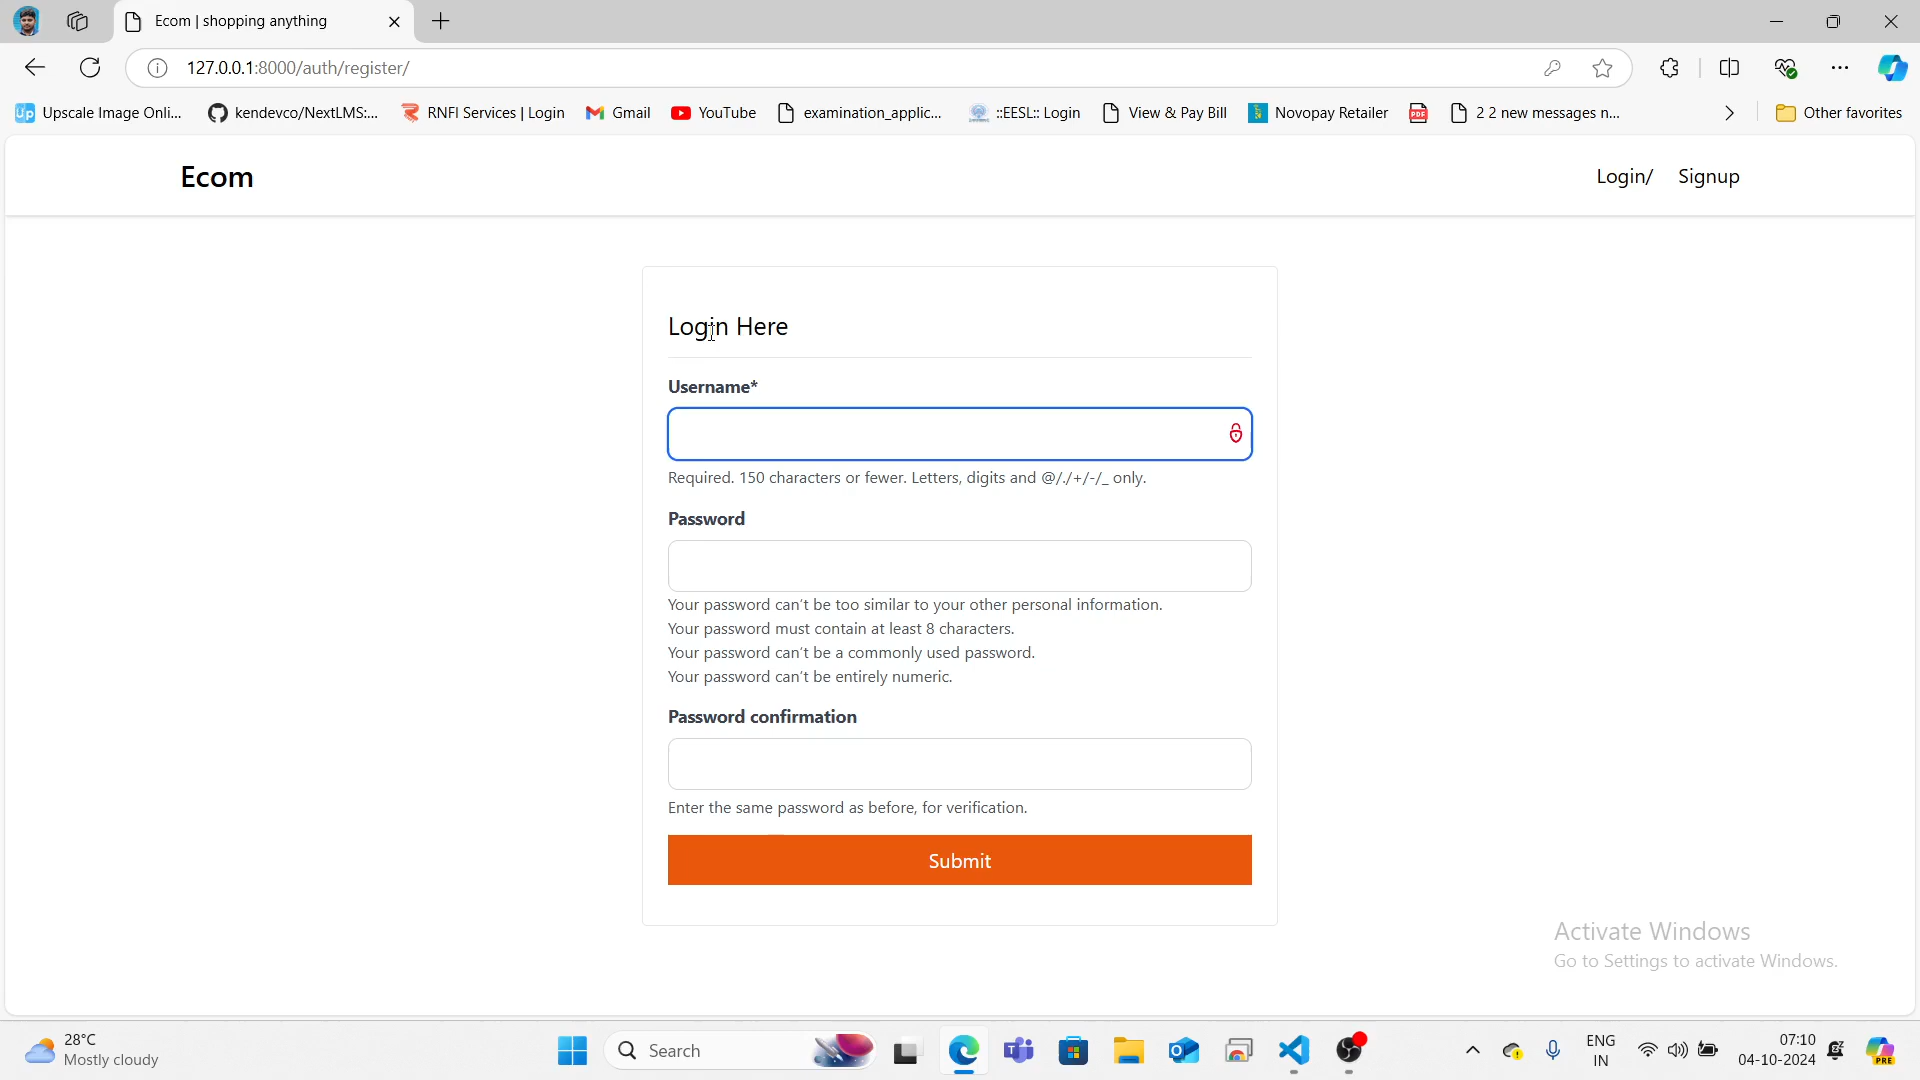 Ecom | shopping anything
127.0.0.1:8000/auth/register/
Upscale Image Onli... kendevco/NextLMS:... RNFI Services | Login Gmail YouTube examination_applic... ::EESL:: Login View & Pay Bill Novopay Retailer PDF 2 2 new messages n... Other favorites
Ecom Login/ Signup
Login Here
Username*
Required. 150 characters or fewer. Letters, digits and @/./+/-/_ only.
Password
Your password can't be too similar to your other personal information.
Your password must contain at least 8 characters.
Your password can't be a commonly used password.
Your password can't be entirely numeric.
Password confirmation
Enter the same password as before, for verification.
Submit
Activate Windows
Go to Settings to activate Windows.
28°C
Mostly cloudy
Search
ENG
IN
07:10
04-10-2024
PRE